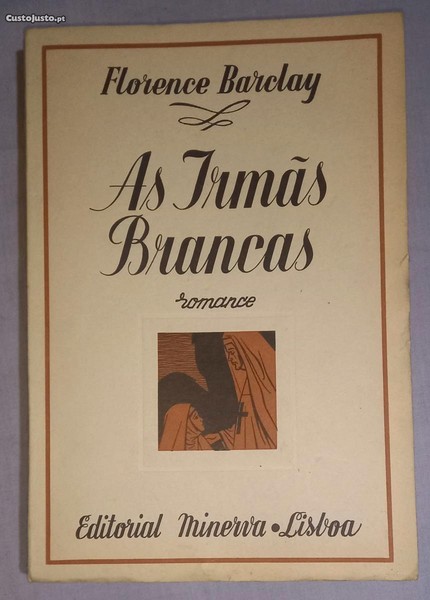 CustoJusto.pt
Florence Barclay
As Irmãs
Brancas
romance
Editorial Minerva • Lisboa